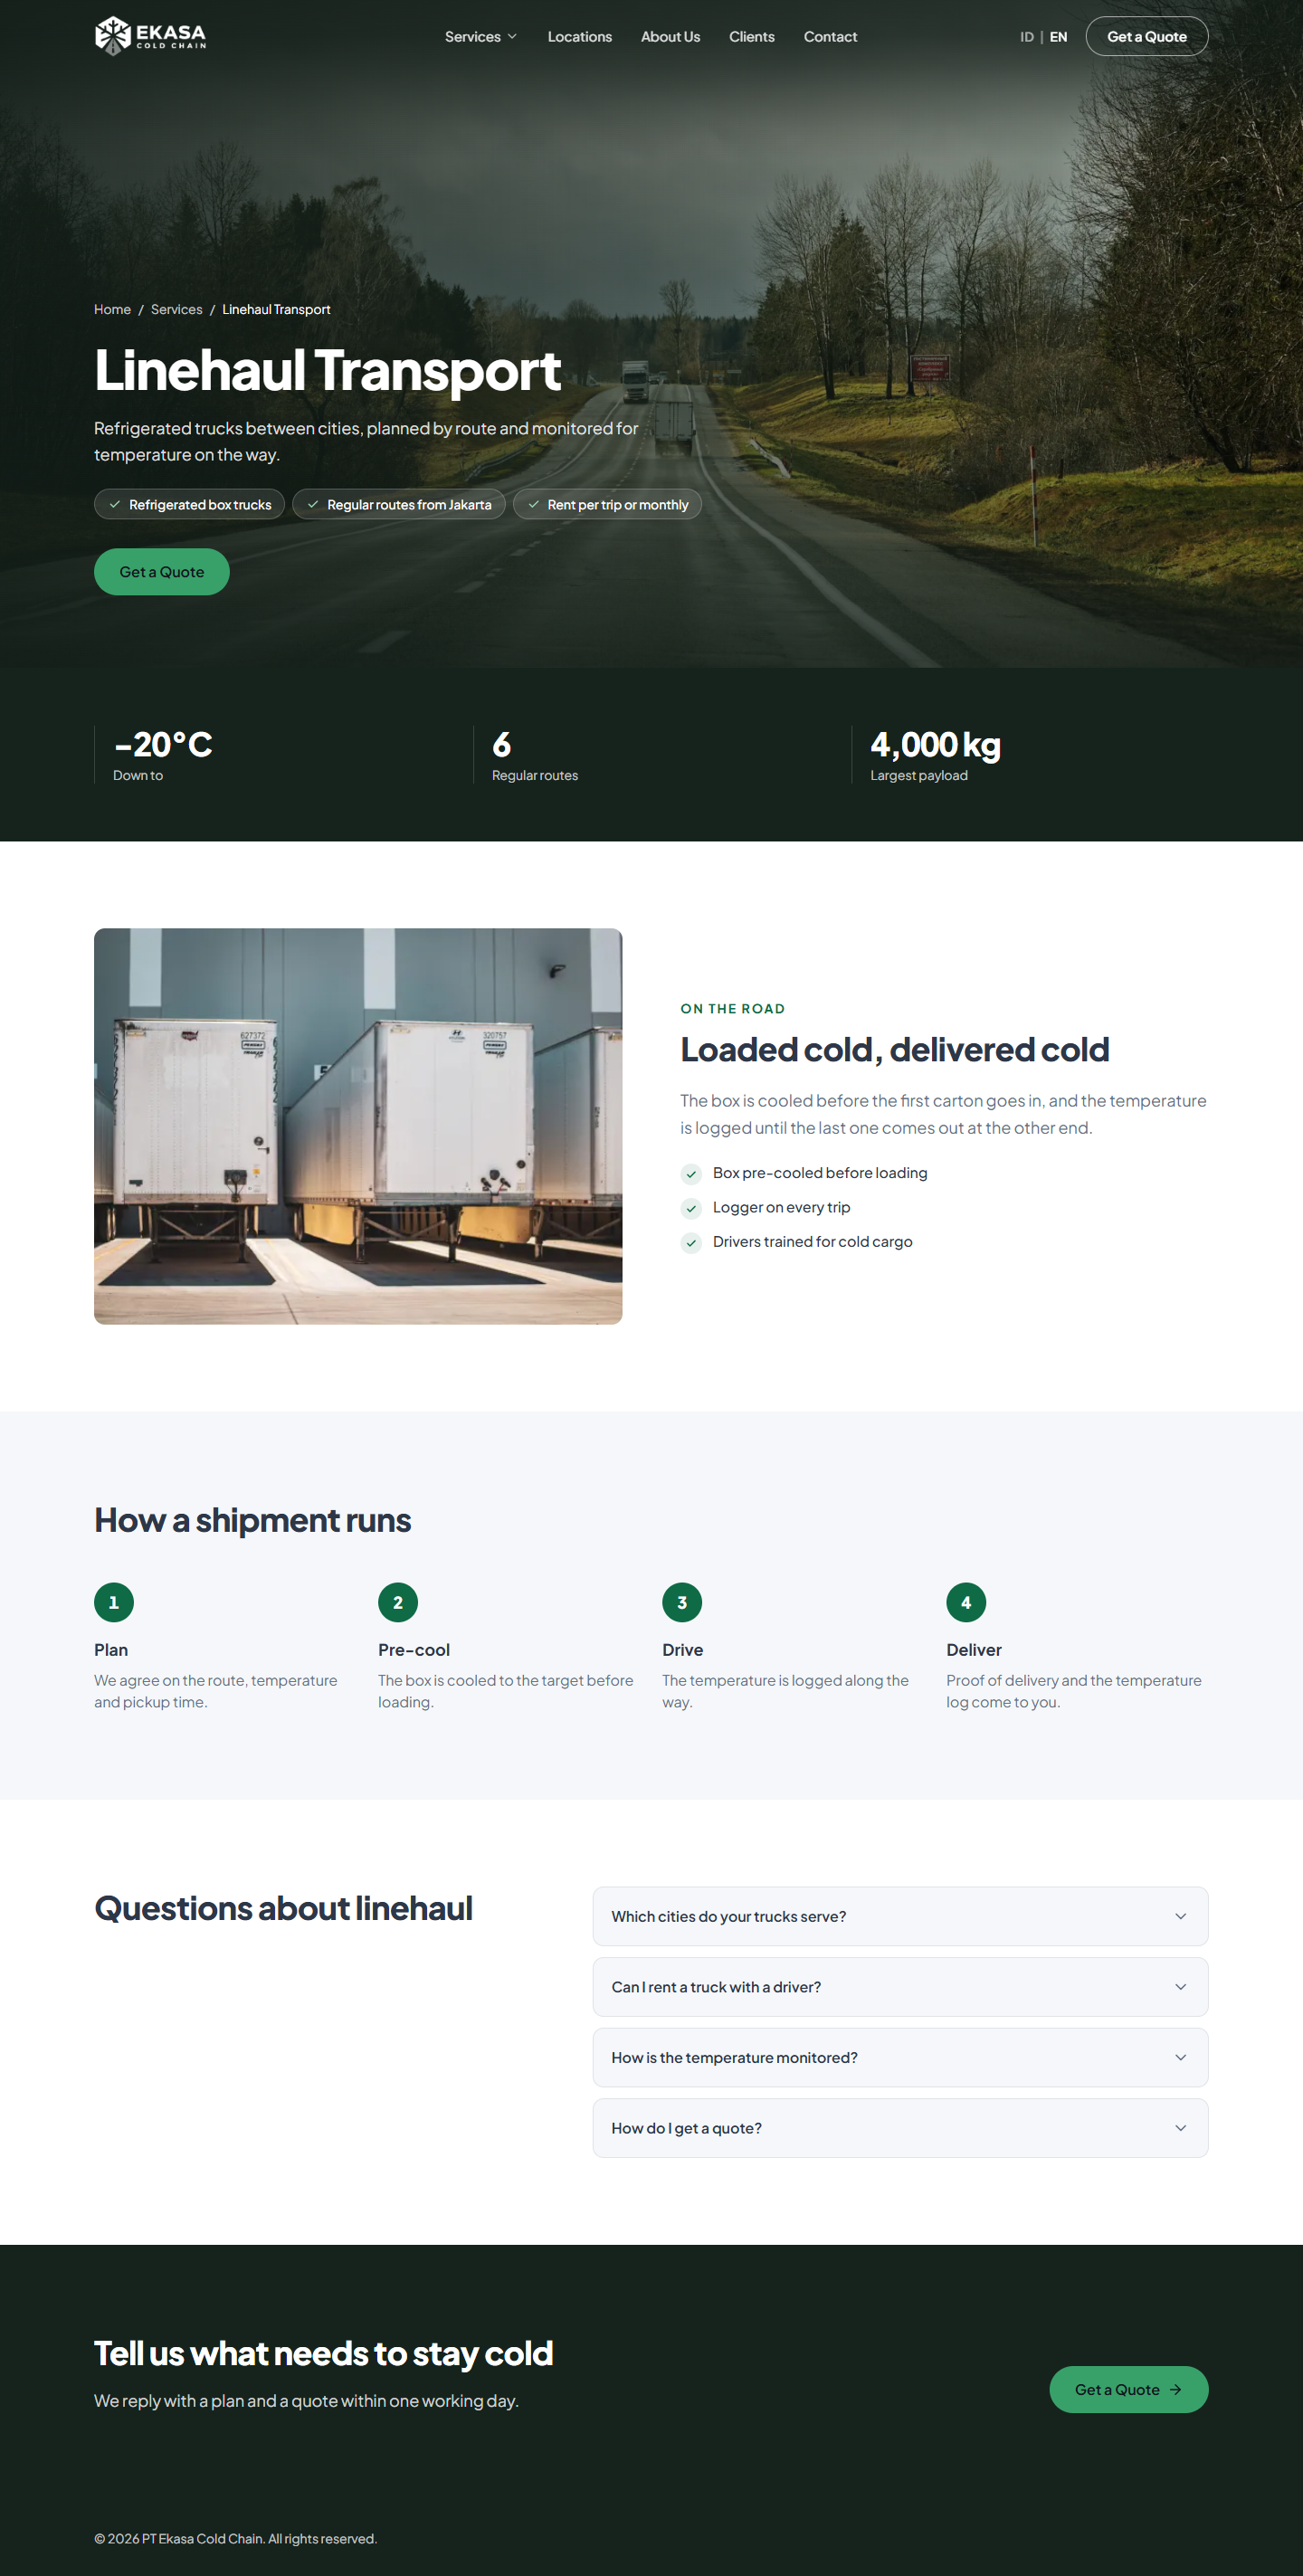 EKASA
COLD CHAIN
Services
Locations
About Us
Clients
Contact
ID | EN
Get a Quote
Home / Services / Linehaul Transport
Linehaul Transport
Refrigerated trucks between cities, planned by route and monitored for
temperature on the way.
Refrigerated box trucks
Regular routes from Jakarta
Rent per trip or monthly
Get a Quote
-20°C
Down to
6
Regular routes
4,000 kg
Largest payload
627372
320757
ON THE ROAD
Loaded cold, delivered cold
The box is cooled before the first carton goes in, and the temperature
is logged until the last one comes out at the other end.
Box pre-cooled before loading
Logger on every trip
Drivers trained for cold cargo
How a shipment runs
1
Plan
We agree on the route, temperature
and pickup time.
2
Pre-cool
The box is cooled to the target before
loading.
3
Drive
The temperature is logged along the
way.
4
Deliver
Proof of delivery and the temperature
log come to you.
Questions about linehaul
Which cities do your trucks serve?
Can I rent a truck with a driver?
How is the temperature monitored?
How do I get a quote?
Tell us what needs to stay cold
We reply with a plan and a quote within one working day.
Get a Quote
© 2026 PT Ekasa Cold Chain. All rights reserved.